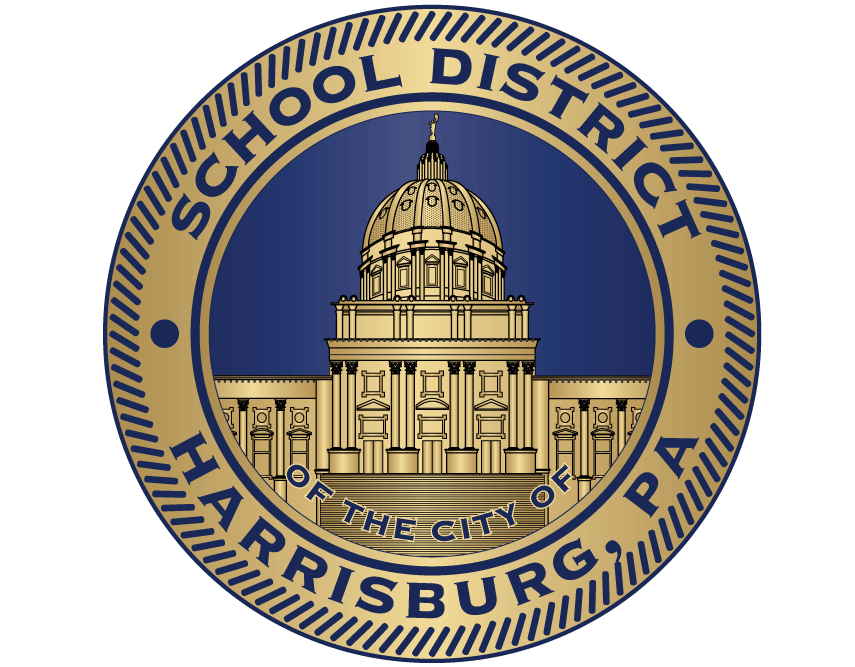 SCHOOL DISTRICT
OF THE CITY OF
HARRISBURG, PA